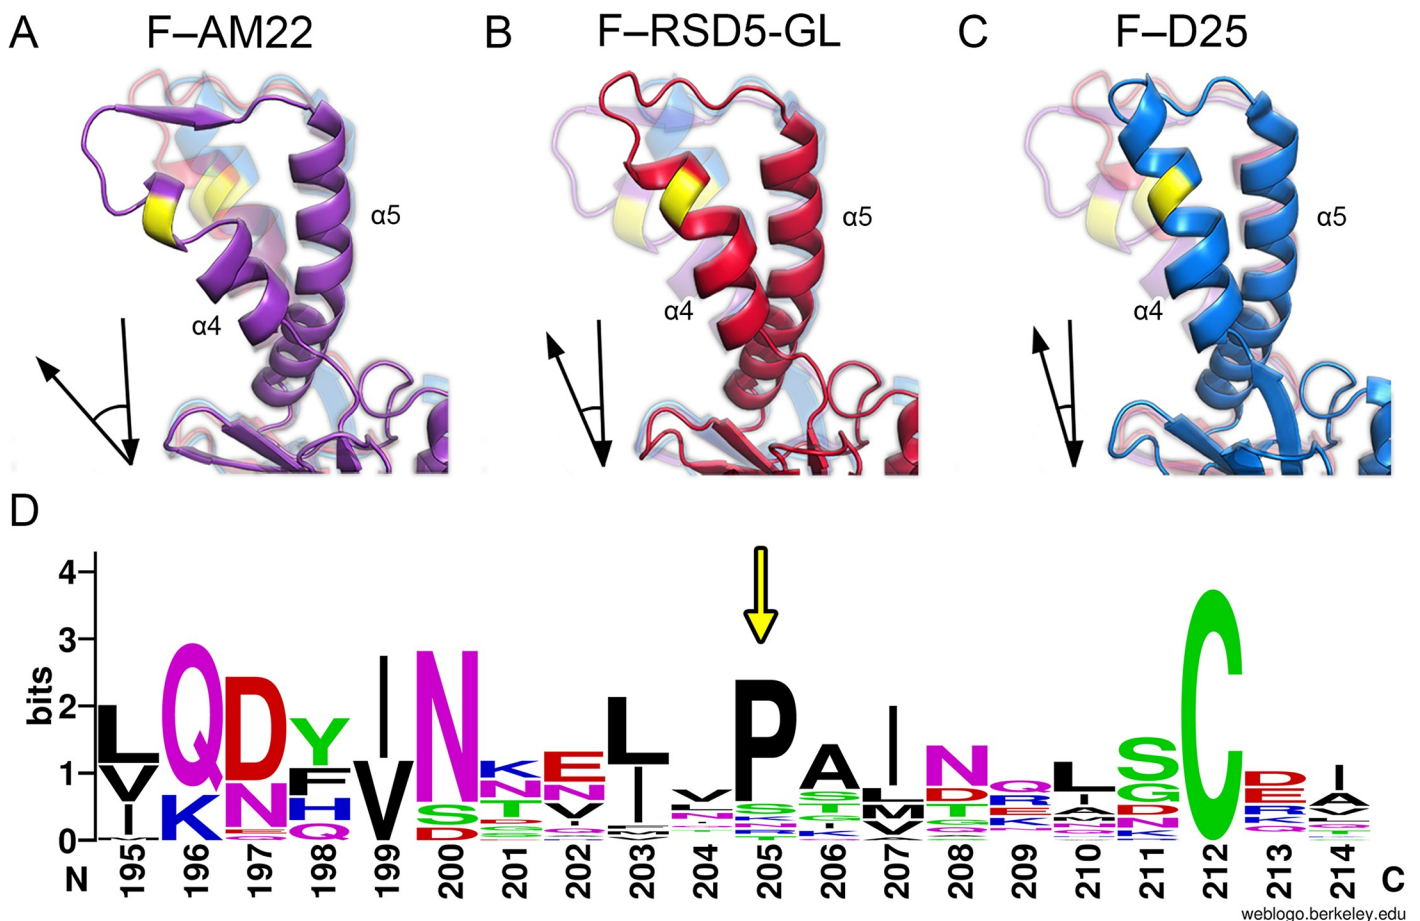 A F–AM22 B F–RSD5-GL C F–D25
α5 α5 α5
α4 α4 α4
D
bits
4
3
2
1
0
L Q D Y I N K E L V P A I N Q L S C D I
V K N F V S N N I N S S L D R I G E A
I E H D T V K T M T E A D R
Q S Q N G V G K N K
N 195 196 197 198 199 200 201 202 203 204 205 206 207 208 209 210 211 212 213 214 C
weblogo.berkeley.edu